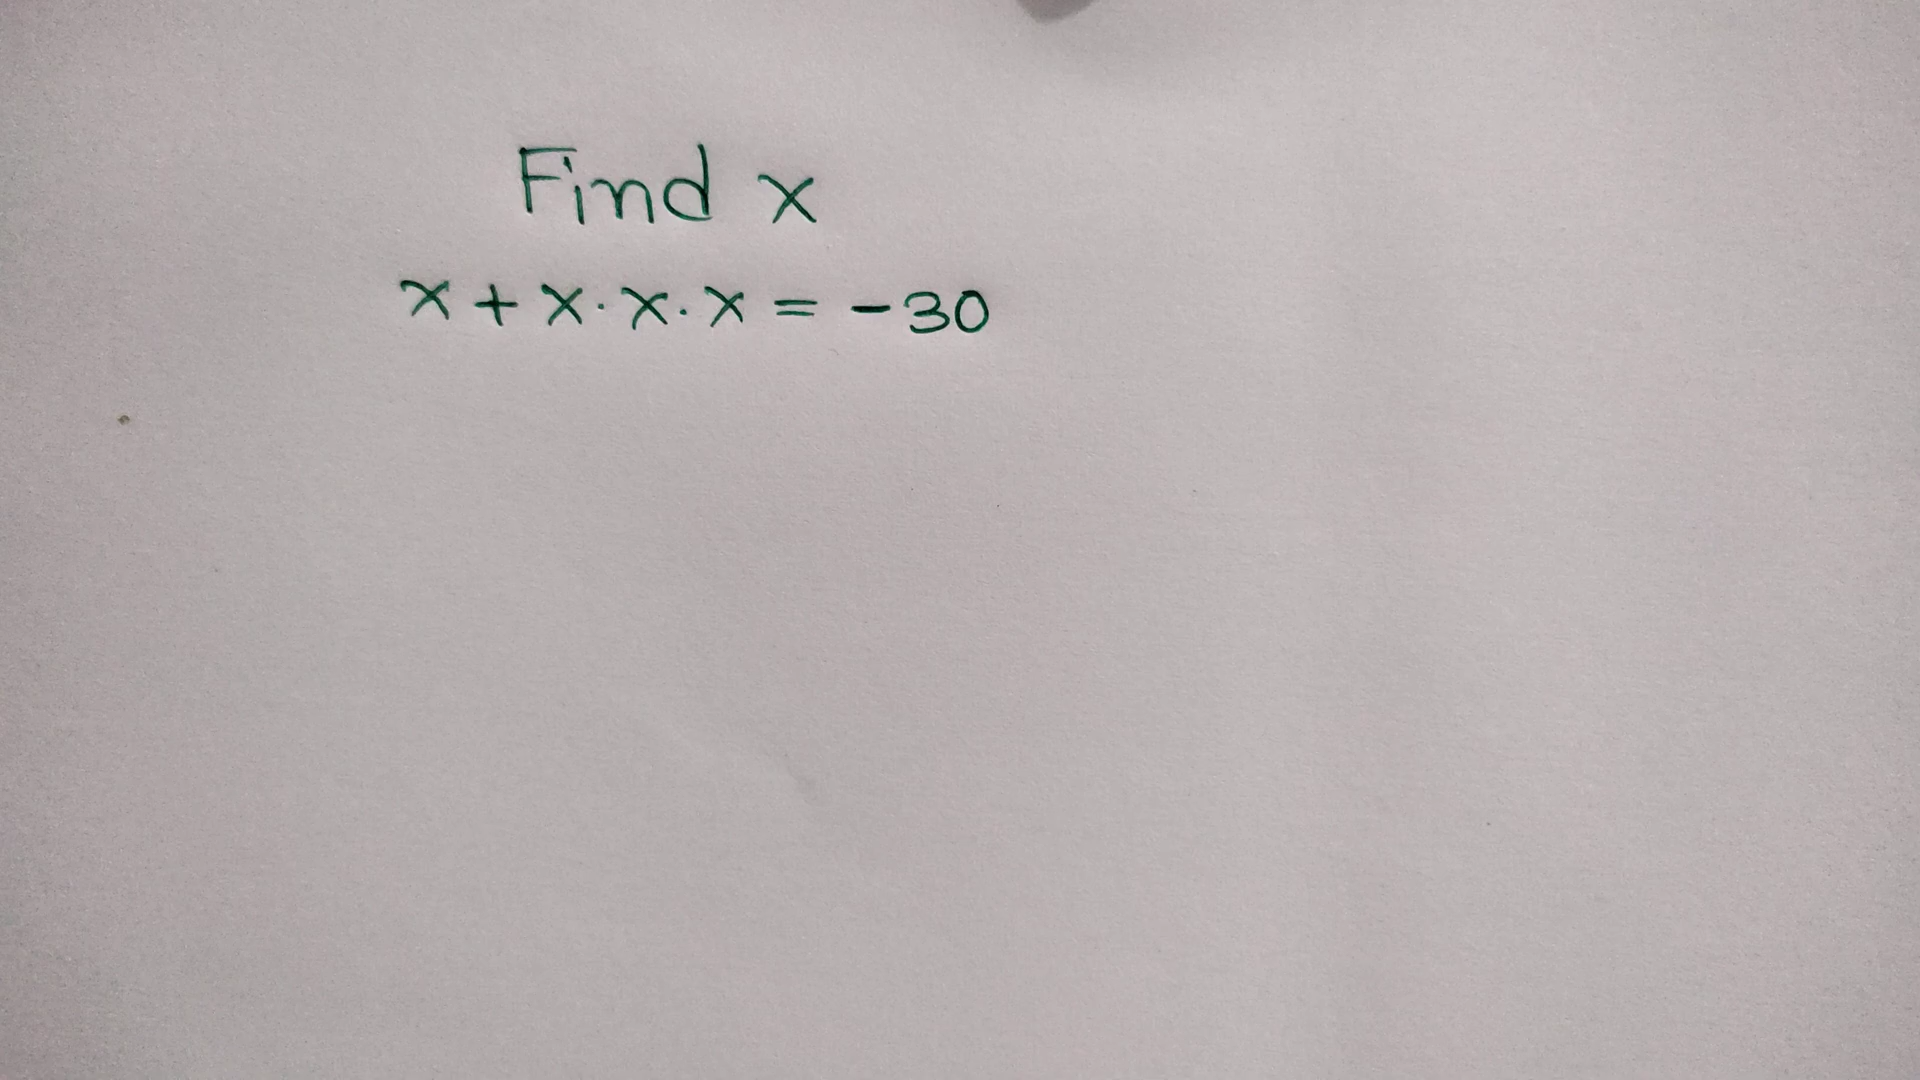 Find x
x + x · x · x = -30